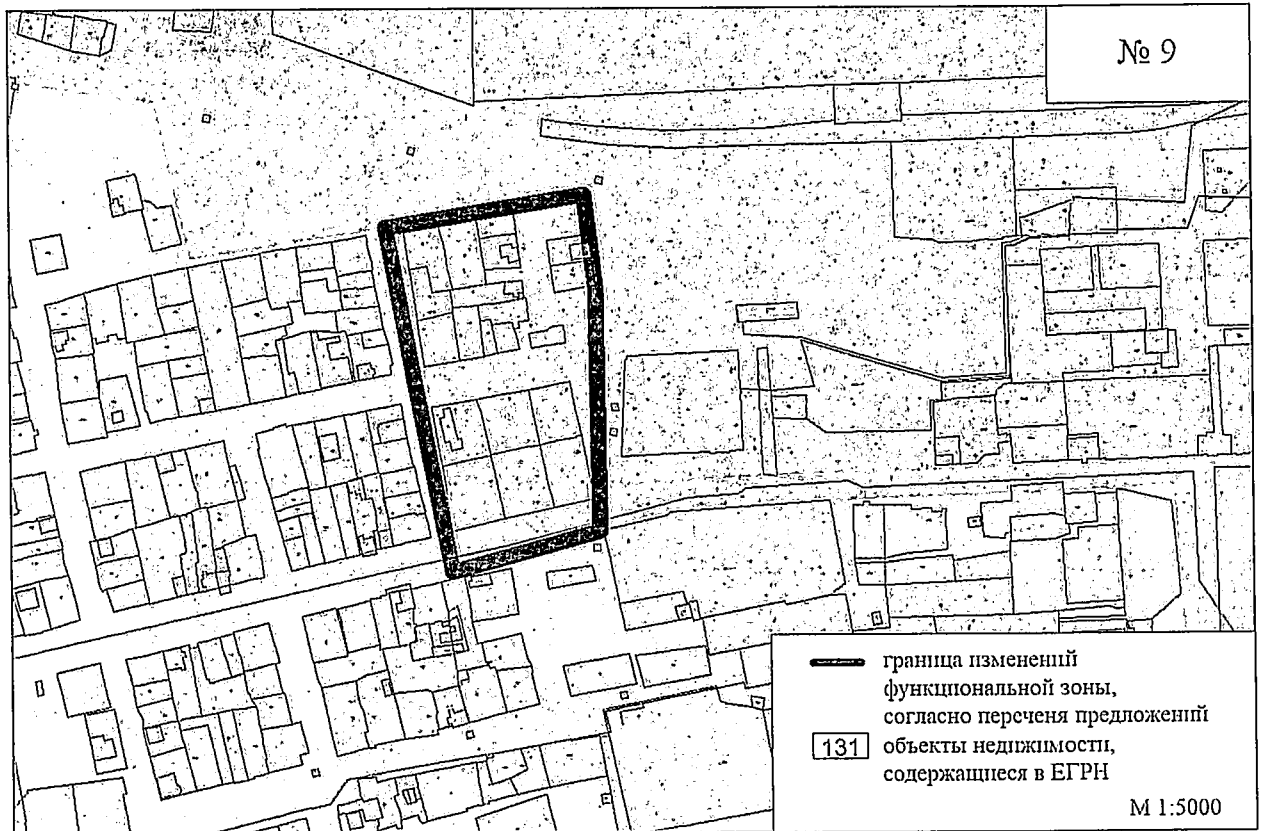 № 9
граница изменений
функциональной зоны,
согласно перечня предложений
131 объекты недвижимости,
содержащиеся в ЕГРН
М 1:5000